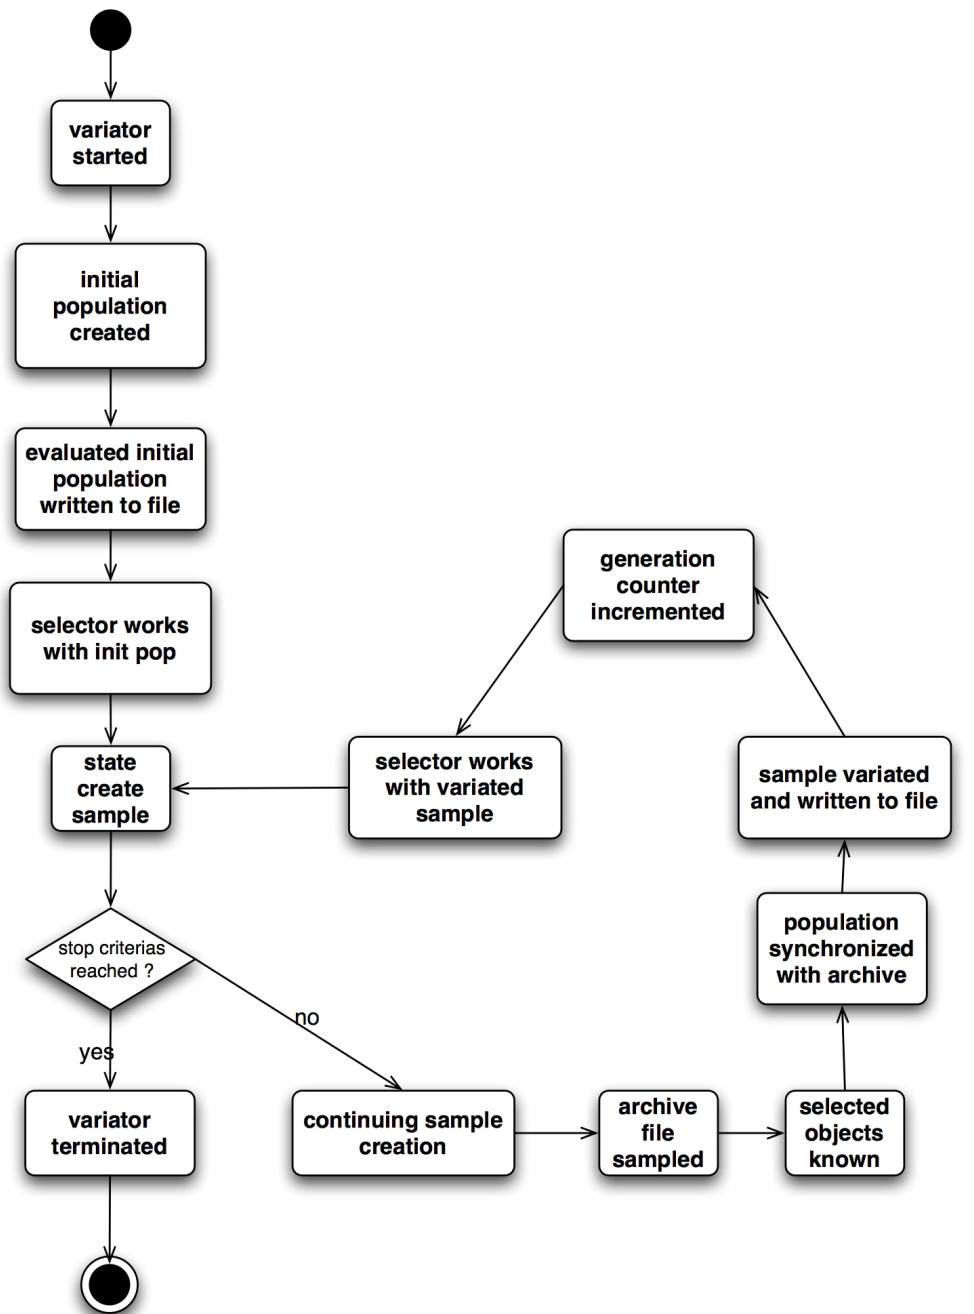 variator
started
initial
population
created
evaluated initial
population
written to file
selector works
with init pop
state
create
sample
stop criterias
reached ?
yes
variator
terminated
no
continuing sample
creation
archive
file
sampled
selected
objects
known
population
synchronized
with archive
sample variated
and written to file
generation
counter
incremented
selector works
with variated
sample